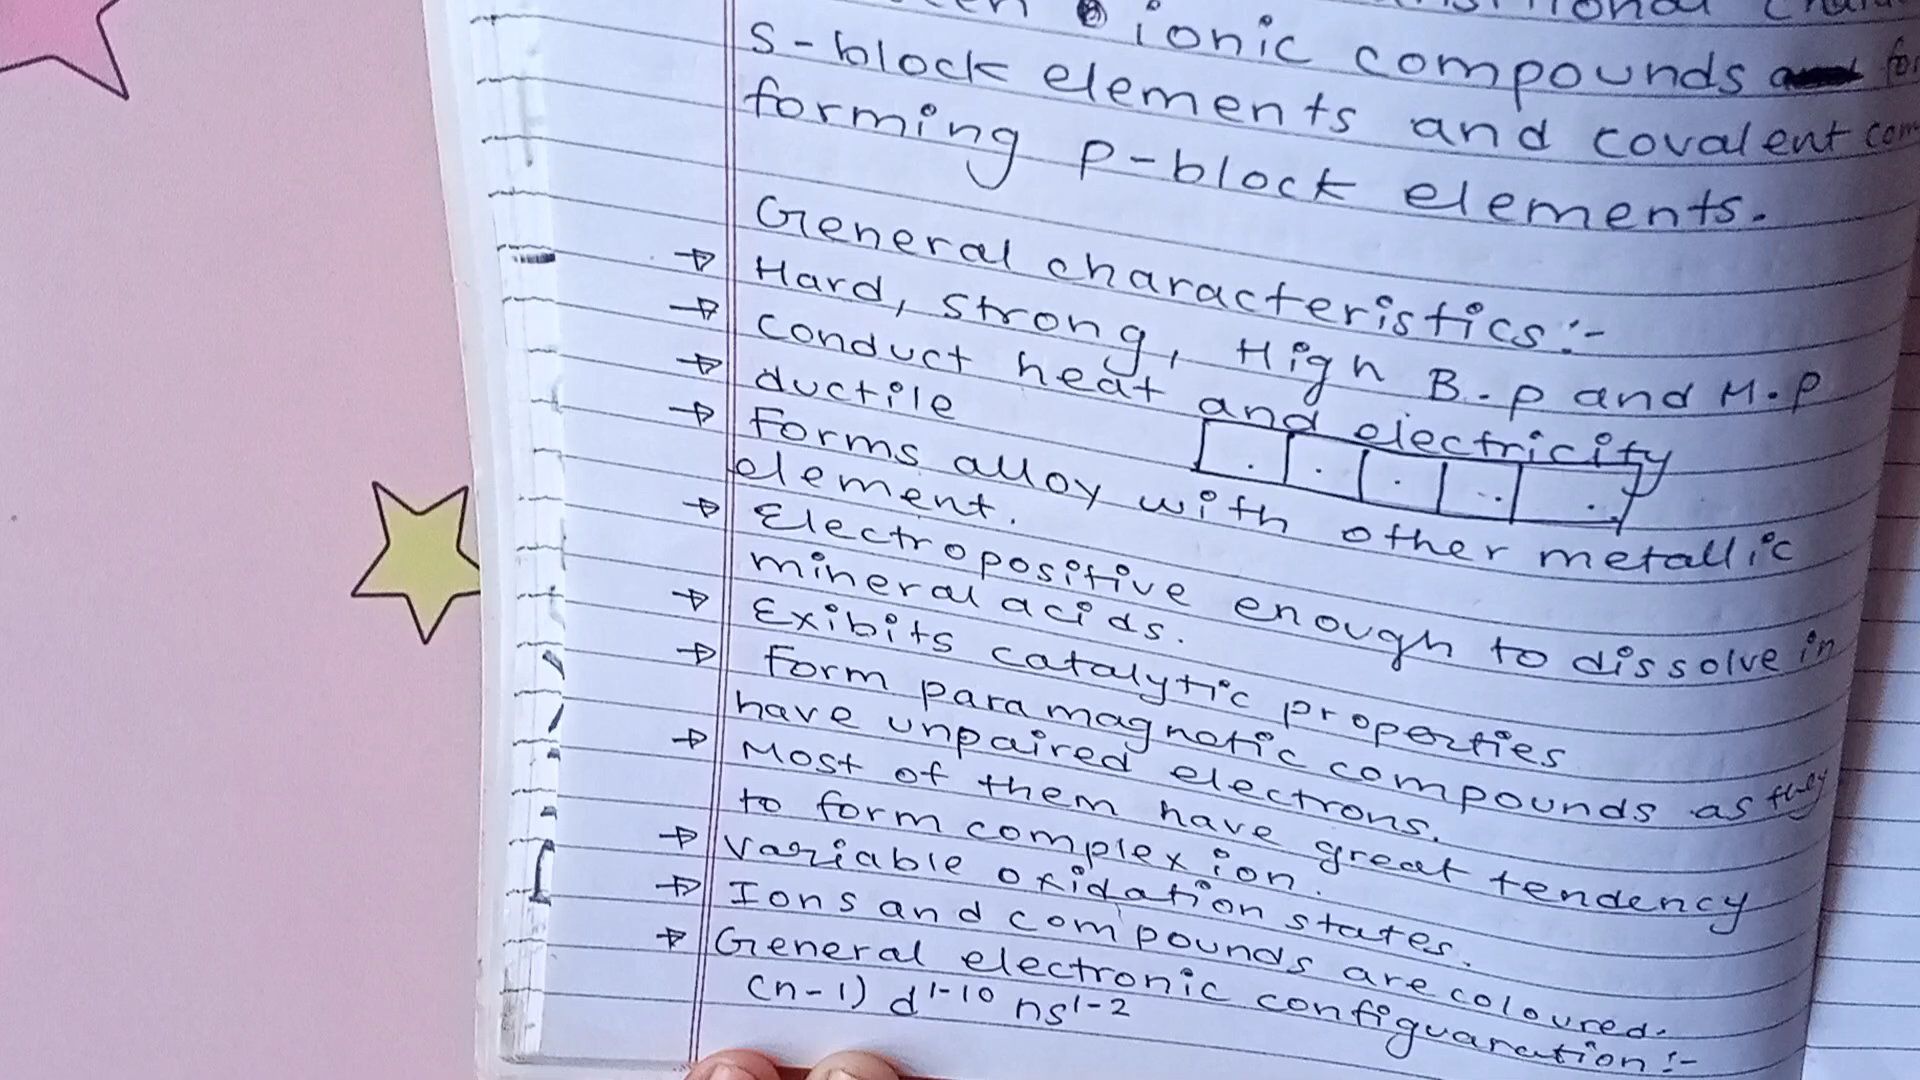 ionic compounds
S-block elements and covalent
forming p-block elements.
General characteristics:-
→ Hard, strong, High B.p and M.p
→ conduct heat and electricity
→ ductile
→ Forms alloy with other metallic
element.
→ Electropositive enough to dissolve in
mineral acids.
→ Exibits catalytic properties
→ Form paramagnetic compounds as they
have unpaired electrons.
→ Most of them have great tendency
to form complex ion.
→ Variable oxidation states.
→ Ions and compounds are coloured.
→ General electronic configuaration:-
(n-1) d¹⁻¹⁰ ns¹⁻²